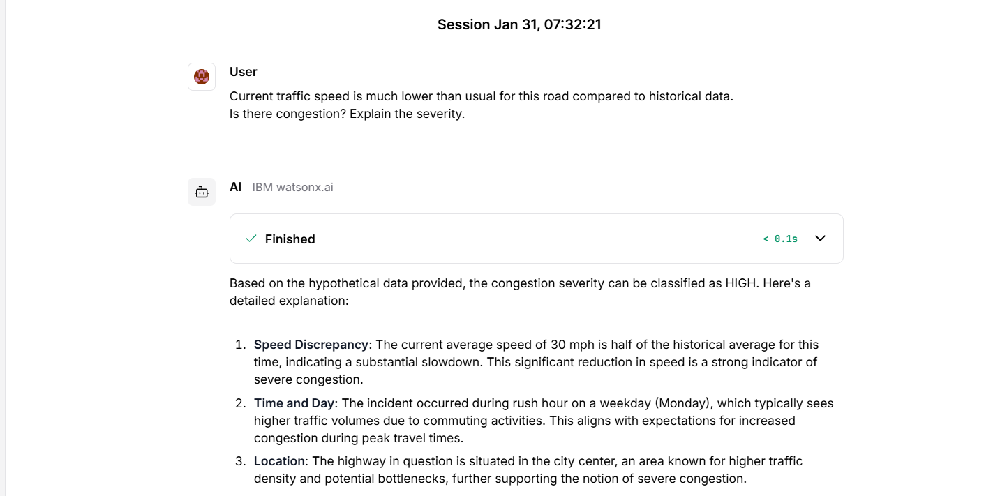 Session Jan 31, 07:32:21
User
Current traffic speed is much lower than usual for this road compared to historical data.
Is there congestion? Explain the severity.
AI IBM watsonx.ai
Finished < 0.1s
Based on the hypothetical data provided, the congestion severity can be classified as HIGH. Here's a
detailed explanation:
1. Speed Discrepancy: The current average speed of 30 mph is half of the historical average for this
time, indicating a substantial slowdown. This significant reduction in speed is a strong indicator of
severe congestion.
2. Time and Day: The incident occurred during rush hour on a weekday (Monday), which typically sees
higher traffic volumes due to commuting activities. This aligns with expectations for increased
congestion during peak travel times.
3. Location: The highway in question is situated in the city center, an area known for higher traffic
density and potential bottlenecks, further supporting the notion of severe congestion.